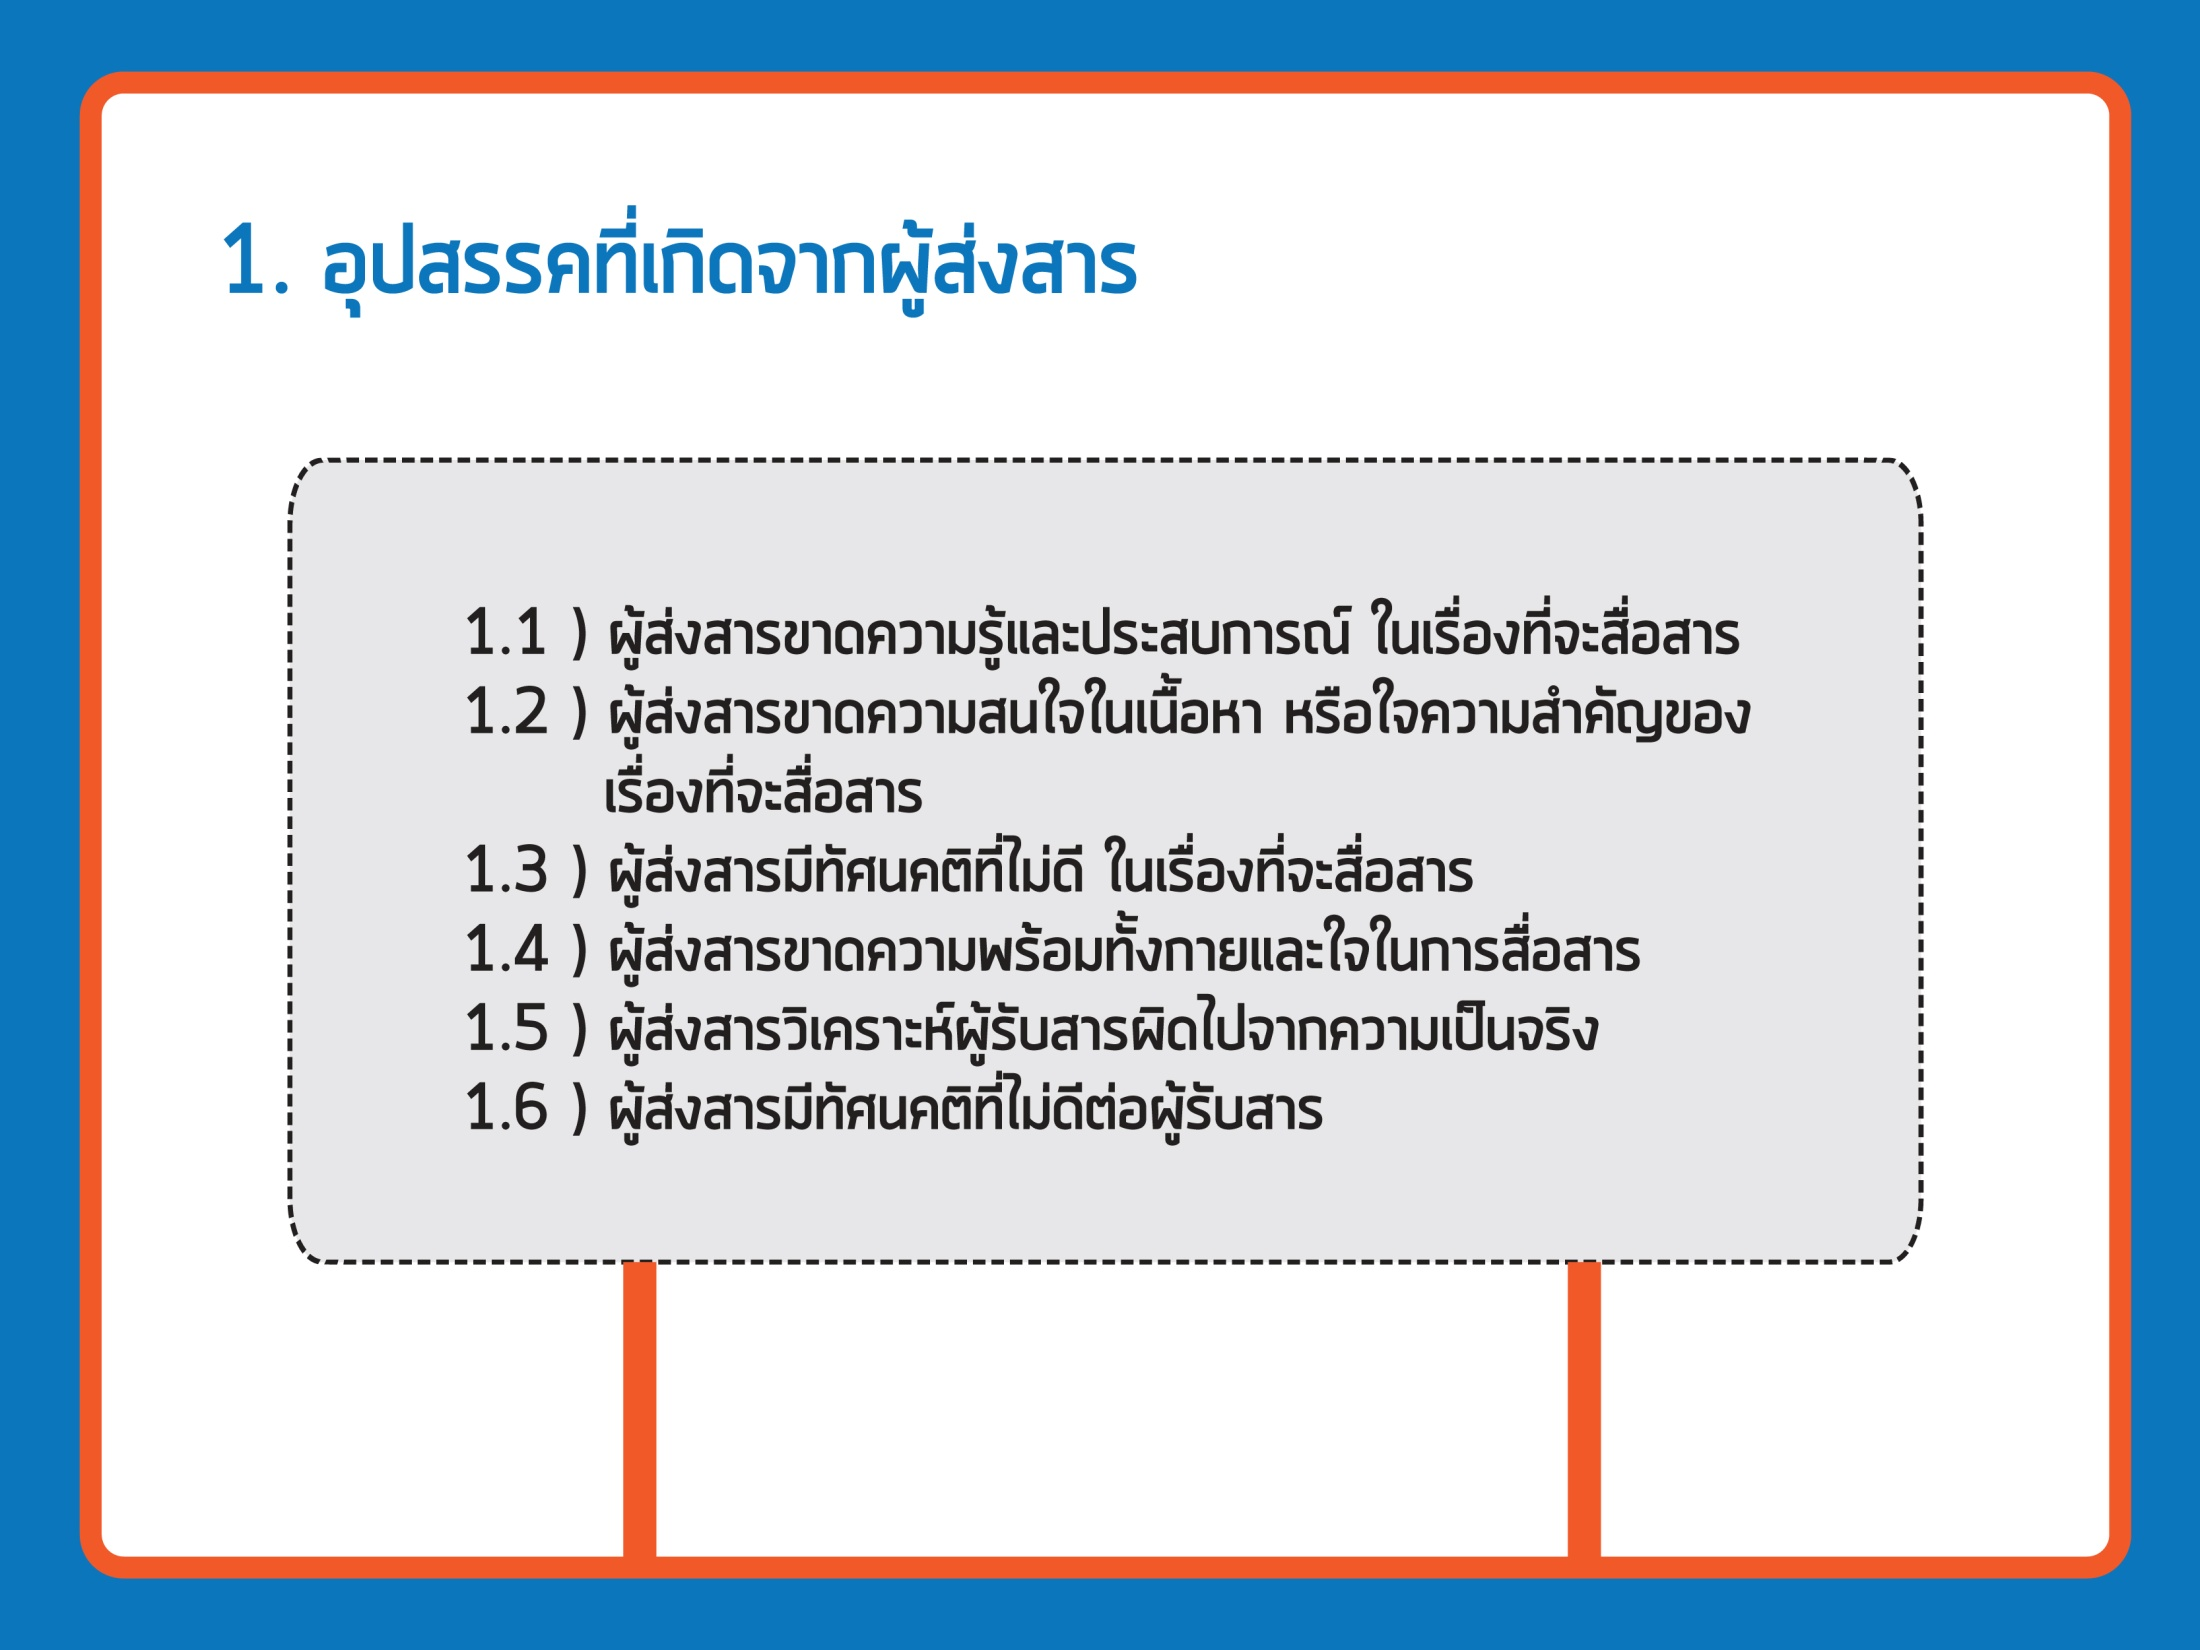 1. อุปสรรคที่เกิดจากผู้ส่งสาร
1.1 ) ผู้ส่งสารขาดความรู้และประสบการณ์ ในเรื่องที่จะสื่อสาร
1.2 ) ผู้ส่งสารขาดความสนใจในเนื้อหา หรือใจความสำคัญของ
เรื่องที่จะสื่อสาร
1.3 ) ผู้ส่งสารมีทัศนคติที่ไม่ดี ในเรื่องที่จะสื่อสาร
1.4 ) ผู้ส่งสารขาดความพร้อมทั้งกายและใจในการสื่อสาร
1.5 ) ผู้ส่งสารวิเคราะห์ผู้รับสารผิดไปจากความเป็นจริง
1.6 ) ผู้ส่งสารมีทัศนคติที่ไม่ดีต่อผู้รับสาร